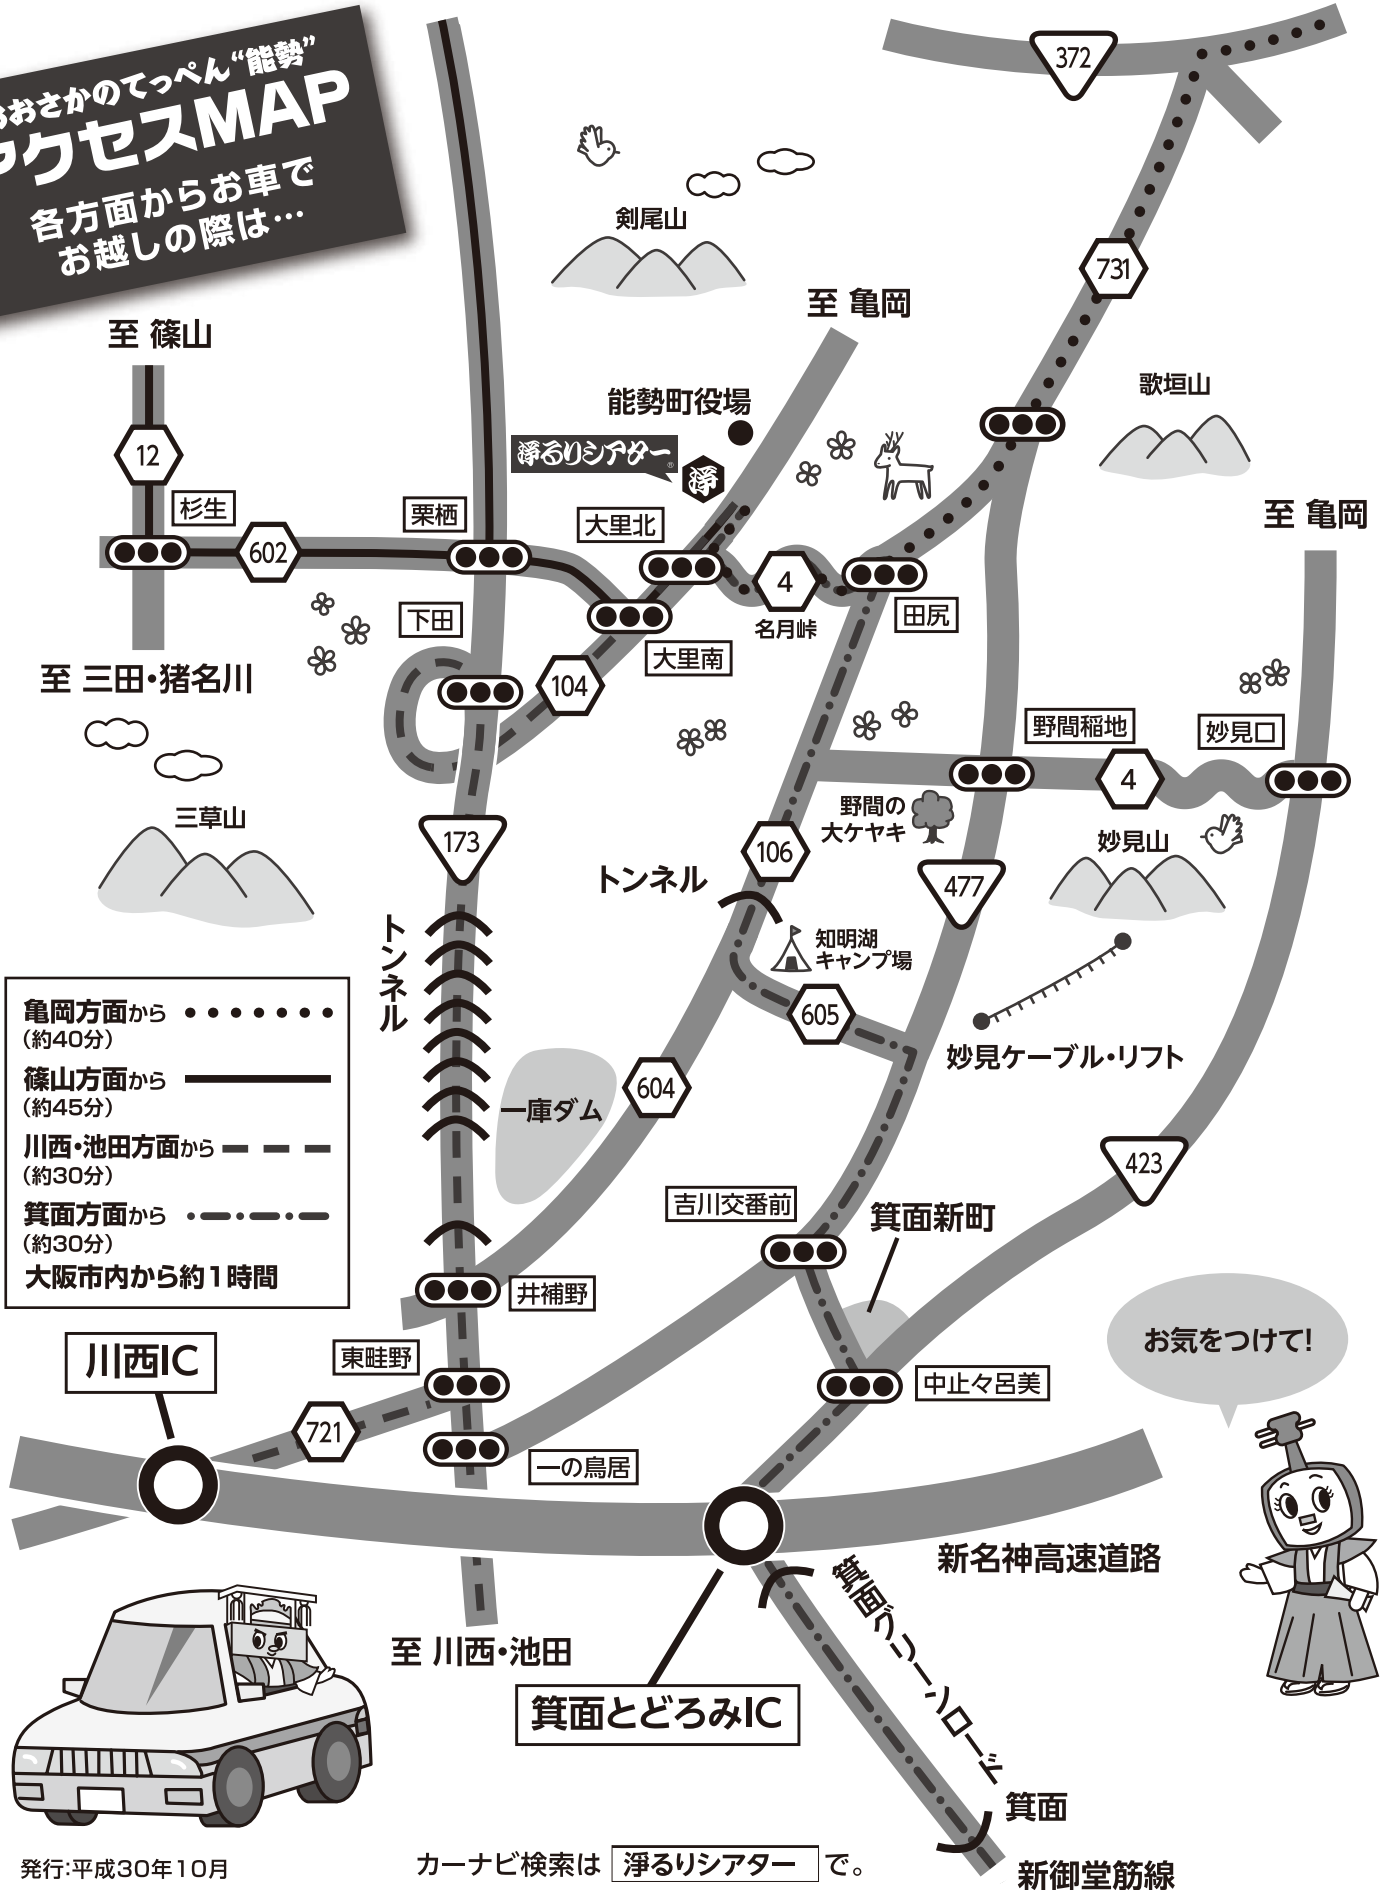 おおさかのてっぺん“能勢”
アクセスMAP
各方面からお車で
お越しの際は…
372
剣尾山
731
至 亀岡
至 篠山
歌垣山
能勢町役場
浄るりシアター
®
浄
12
杉生
栗栖
大里北
至 亀岡
602
4
名月峠
田尻
下田
大里南
至 三田・猪名川
104
野間稲地
妙見口
4
三草山
173
野間の
大ケヤキ
妙見山
106
トンネル
477
トンネル
知明湖
キャンプ場
亀岡方面から
(約40分)
605
妙見ケーブル・リフト
篠山方面から
(約45分)
604
一庫ダム
川西・池田方面から
(約30分)
423
吉川交番前
箕面新町
箕面方面から
(約30分)
大阪市内から約1時間
井補野
お気をつけて!
川西IC
東畦野
中止々呂美
721
一の鳥居
新名神高速道路
箕面グリーンロード
至 川西・池田
箕面とどろみIC
箕面
発行:平成30年10月
カーナビ検索は 浄るりシアター で。
新御堂筋線